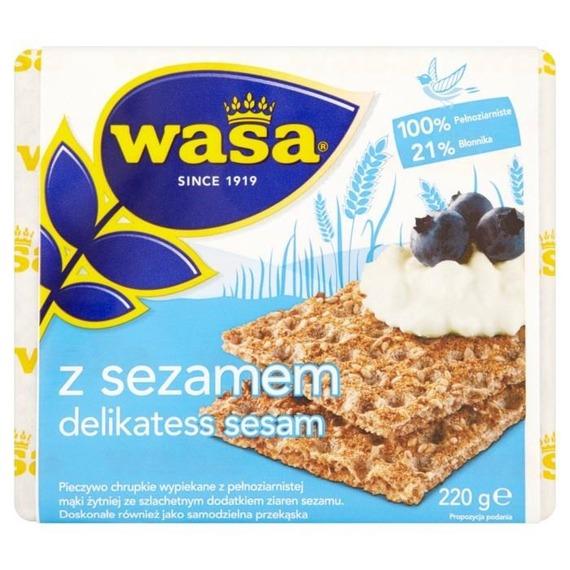 wasa®
SINCE 1919
100% Pełnoziarniste
21% Błonnika
z sezamem
delikatess sesam
Pieczywo chrupkie wypiekane z pełnoziarnistej
mąki żytniej ze szlachetnym dodatkiem ziaren sezamu.
Doskonałe również jako samodzielna przekąska
220 g e
Propozycja podania